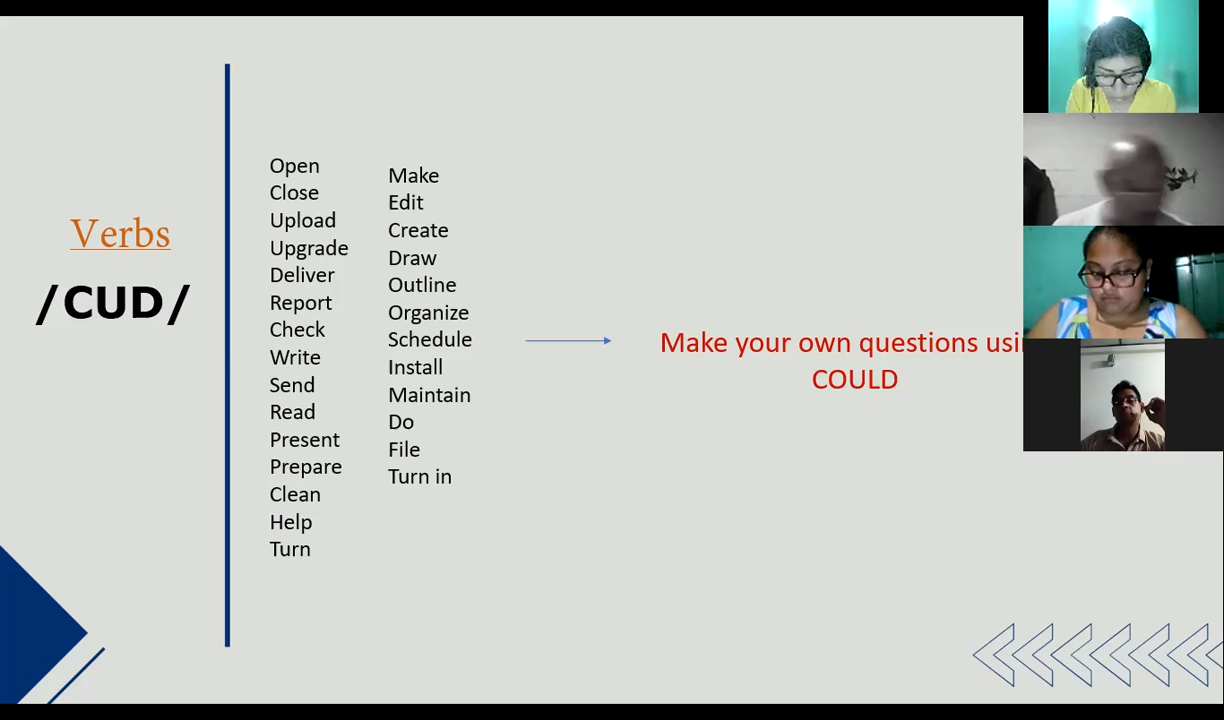 Verbs
/CUD/
Open
Close
Upload
Upgrade
Deliver
Report
Check
Write
Send
Read
Present
Prepare
Clean
Help
Turn
Make
Edit
Create
Draw
Outline
Organize
Schedule
Install
Maintain
Do
File
Turn in
Make your own questions usi
COULD